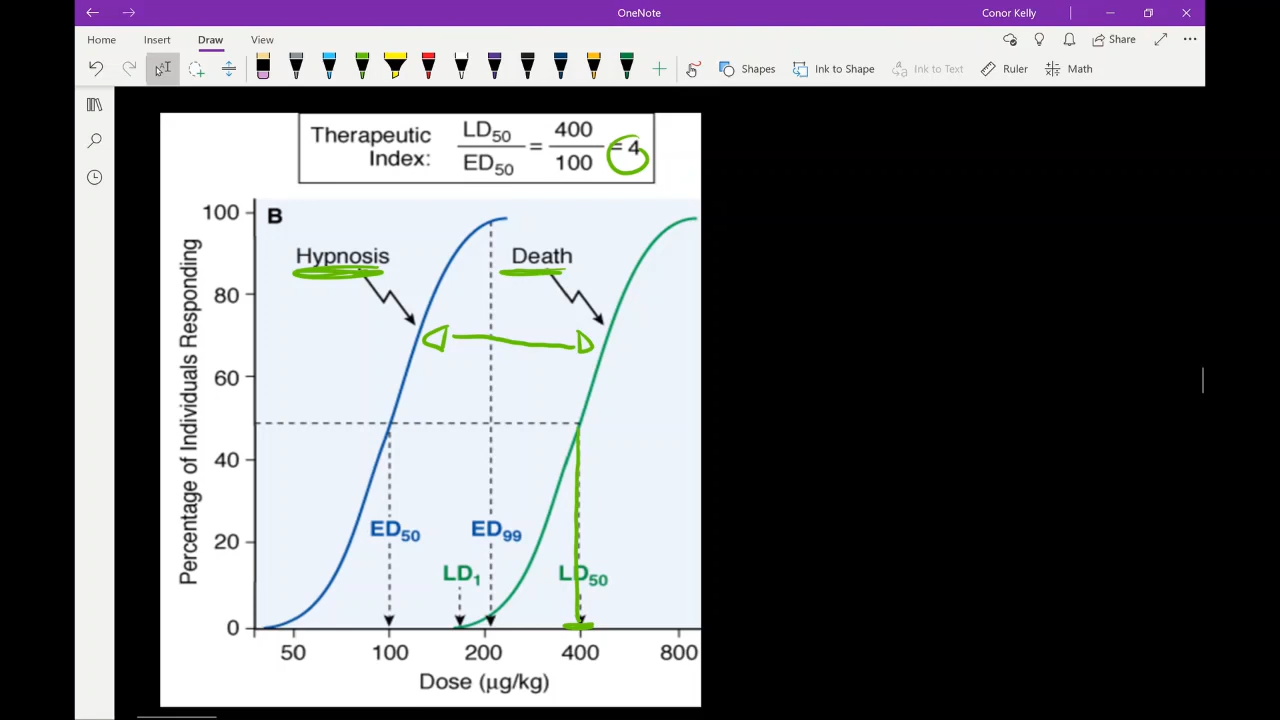 OneNote
Conor Kelly
Home Insert Draw View
Share
Shapes Ink to Shape Ink to Text Ruler Math
Therapeutic Index: LD50 / ED50 = 400 / 100 = 4
B
Hypnosis
Death
Percentage of Individuals Responding
100
80
60
40
20
0
ED50
ED99
LD1
LD50
50 100 200 400 800
Dose (μg/kg)